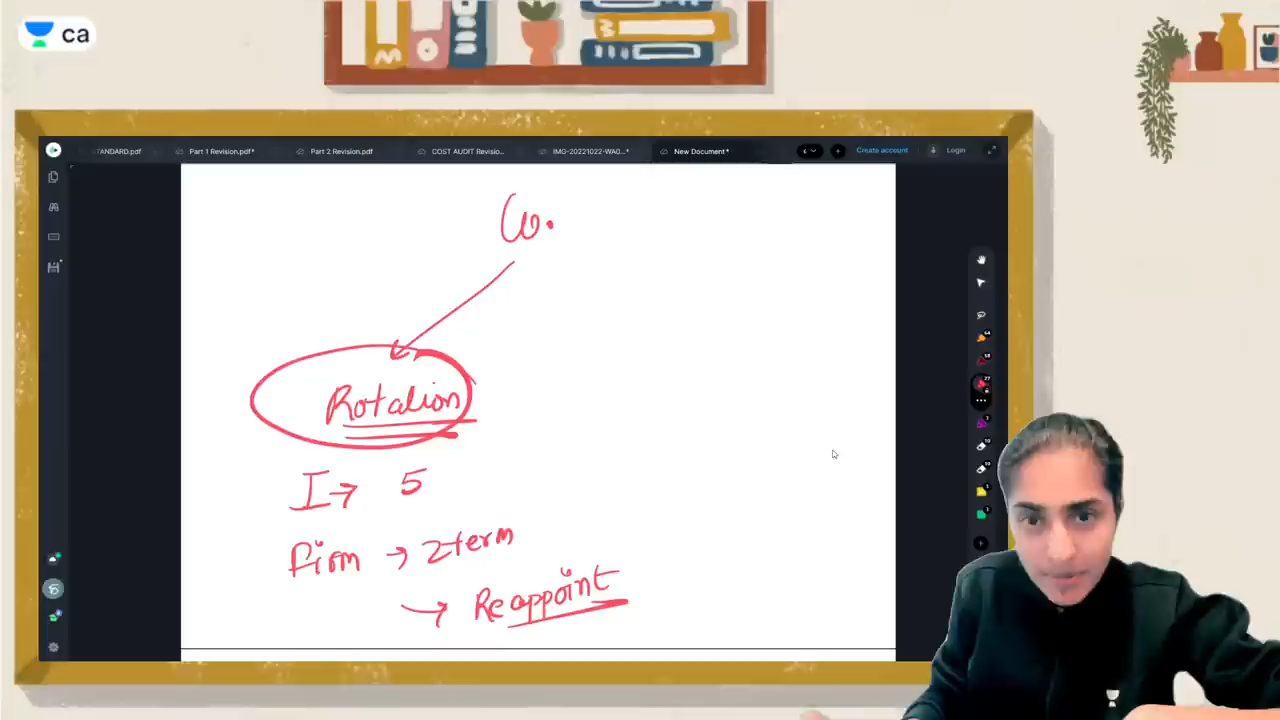 ca
TANDARD.pdf
Part 1 Revision.pdf*
Part 2 Revision.pdf
COST AUDIT Revisio...
IMG-20221022-WA0...*
New Document*
Create account
Login
Co.
Rotation
I → 5
firm → 2 term
→ Reappoint